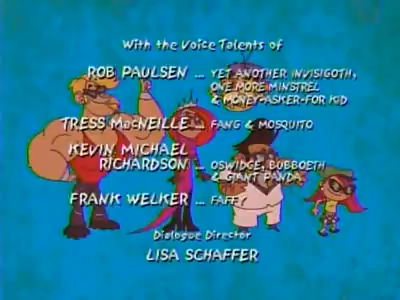 With the Voice Talents of
ROB PAULSEN ... YET ANOTHER INVISIGOTH,
ONE MORE MINSTREL
& MONEY-ASKER-FOR KID
TRESS MacNEILLE ... FANG & MOSQUITO
KEVIN MICHAEL
RICHARDSON ... OSWIDGE, BUBBOETH
& GIANT PANDA
FRANK WELKER ... FAFFY
Dialogue Director
LISA SCHAFFER